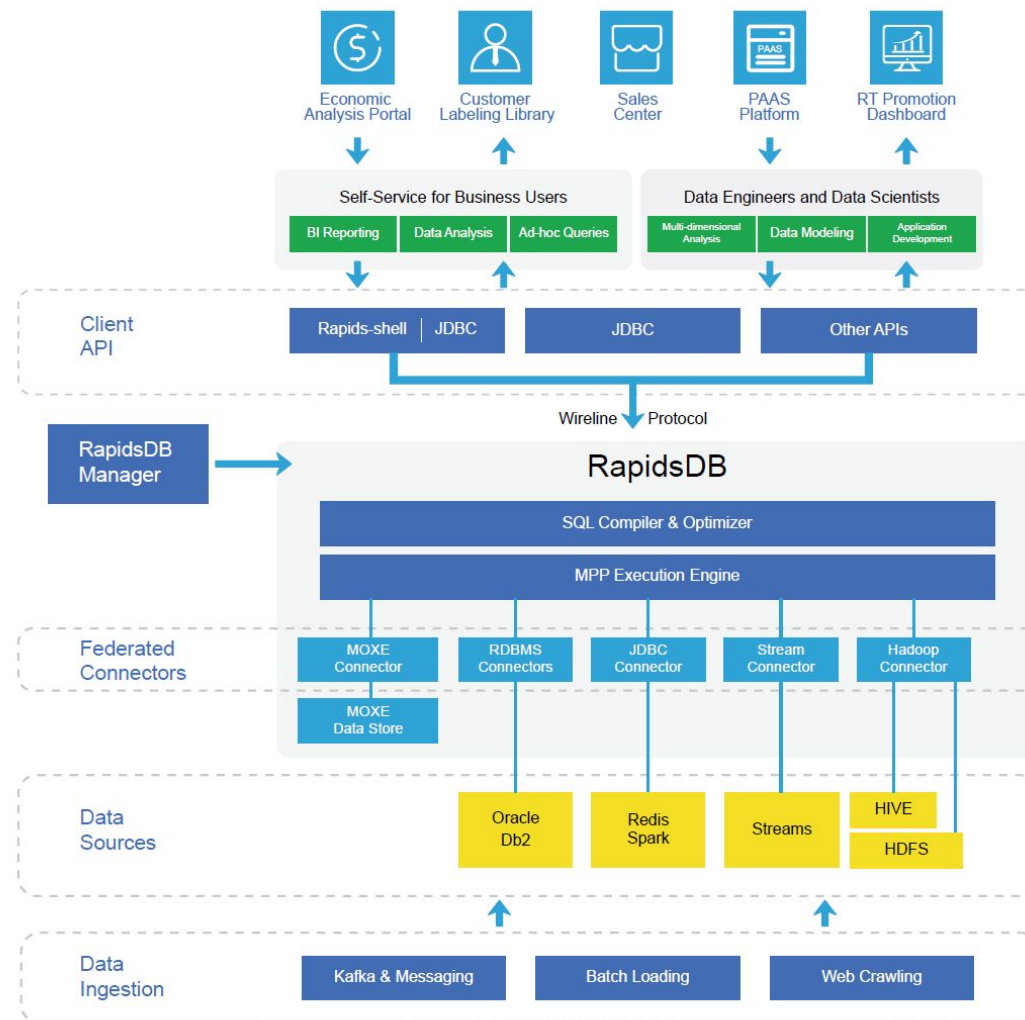 PAAS
Economic
Analysis Portal
Customer
Labeling Library
Sales
Center
PAAS
Platform
RT Promotion
Dashboard
Self-Service for Business Users
BI Reporting
Data Analysis
Ad-hoc Queries
Data Engineers and Data Scientists
Multi-dimensional
Analysis
Data Modeling
Application
Development
Client
API
Rapids-shell
JDBC
JDBC
Other APIs
Wireline
Protocol
RapidsDB
Manager
RapidsDB
SQL Compiler & Optimizer
MPP Execution Engine
Federated
Connectors
MOXE
Connector
RDBMS
Connectors
JDBC
Connector
Stream
Connector
Hadoop
Connector
MOXE
Data Store
Data
Sources
Oracle
Db2
Redis
Spark
Streams
HIVE
HDFS
Data
Ingestion
Kafka & Messaging
Batch Loading
Web Crawling